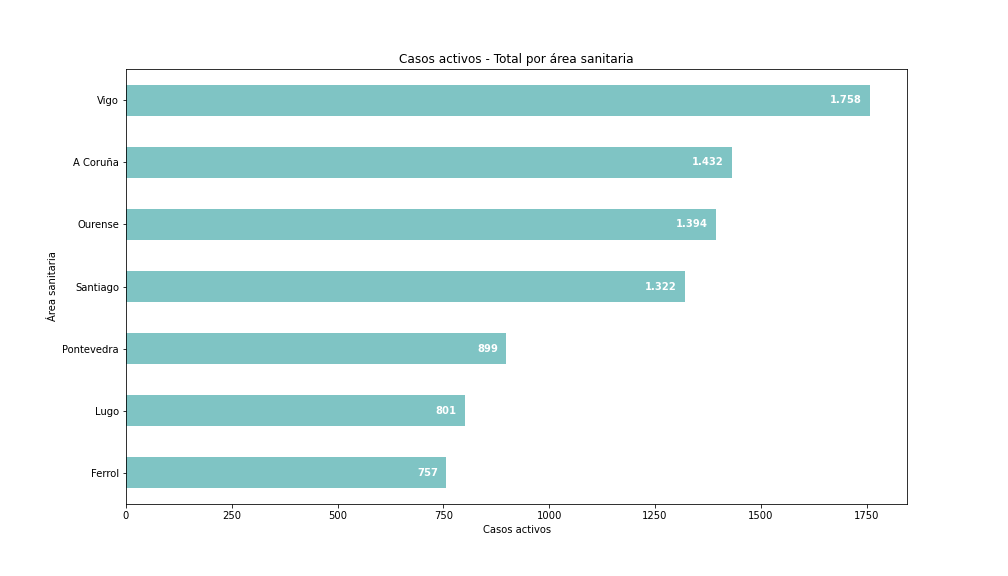 Casos activos - Total por área sanitaria
Área sanitaria
Vigo 1.758
A Coruña 1.432
Ourense 1.394
Santiago 1.322
Pontevedra 899
Lugo 801
Ferrol 757
0 250 500 750 1000 1250 1500 1750
Casos activos